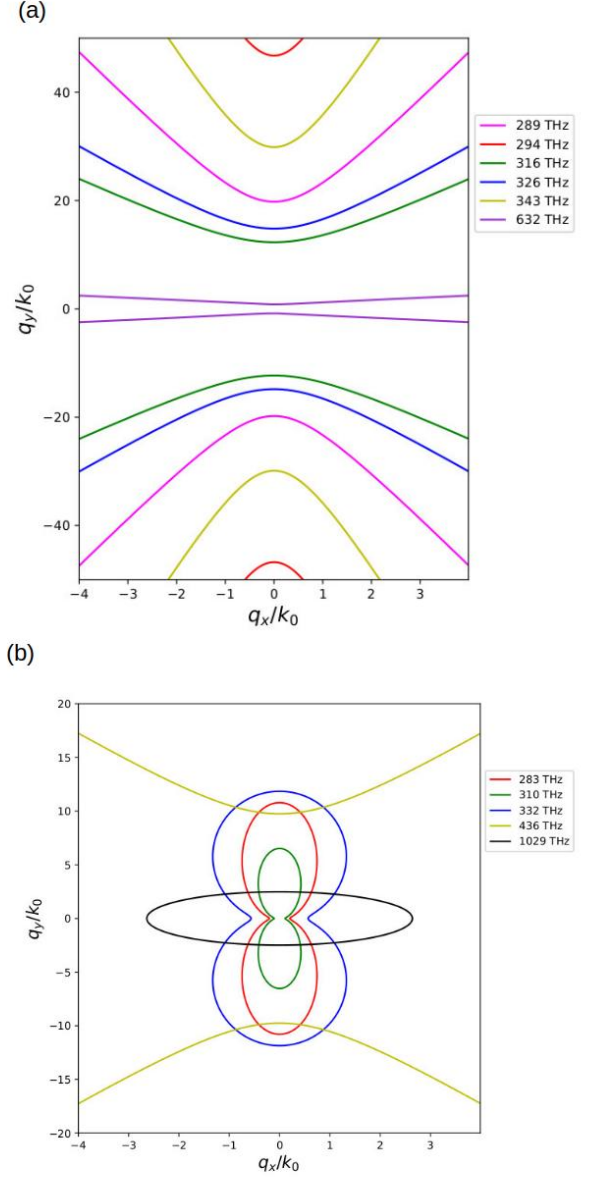 (a)
40
20
0
−20
−40
q_y/k_0
−4 −3 −2 −1 0 1 2 3
q_x/k_0
289 THz
294 THz
316 THz
326 THz
343 THz
632 THz
(b)
20
15
10
5
0
−5
−10
−15
−20
q_y/k_0
−4 −3 −2 −1 0 1 2 3
q_x/k_0
283 THz
310 THz
332 THz
436 THz
1029 THz